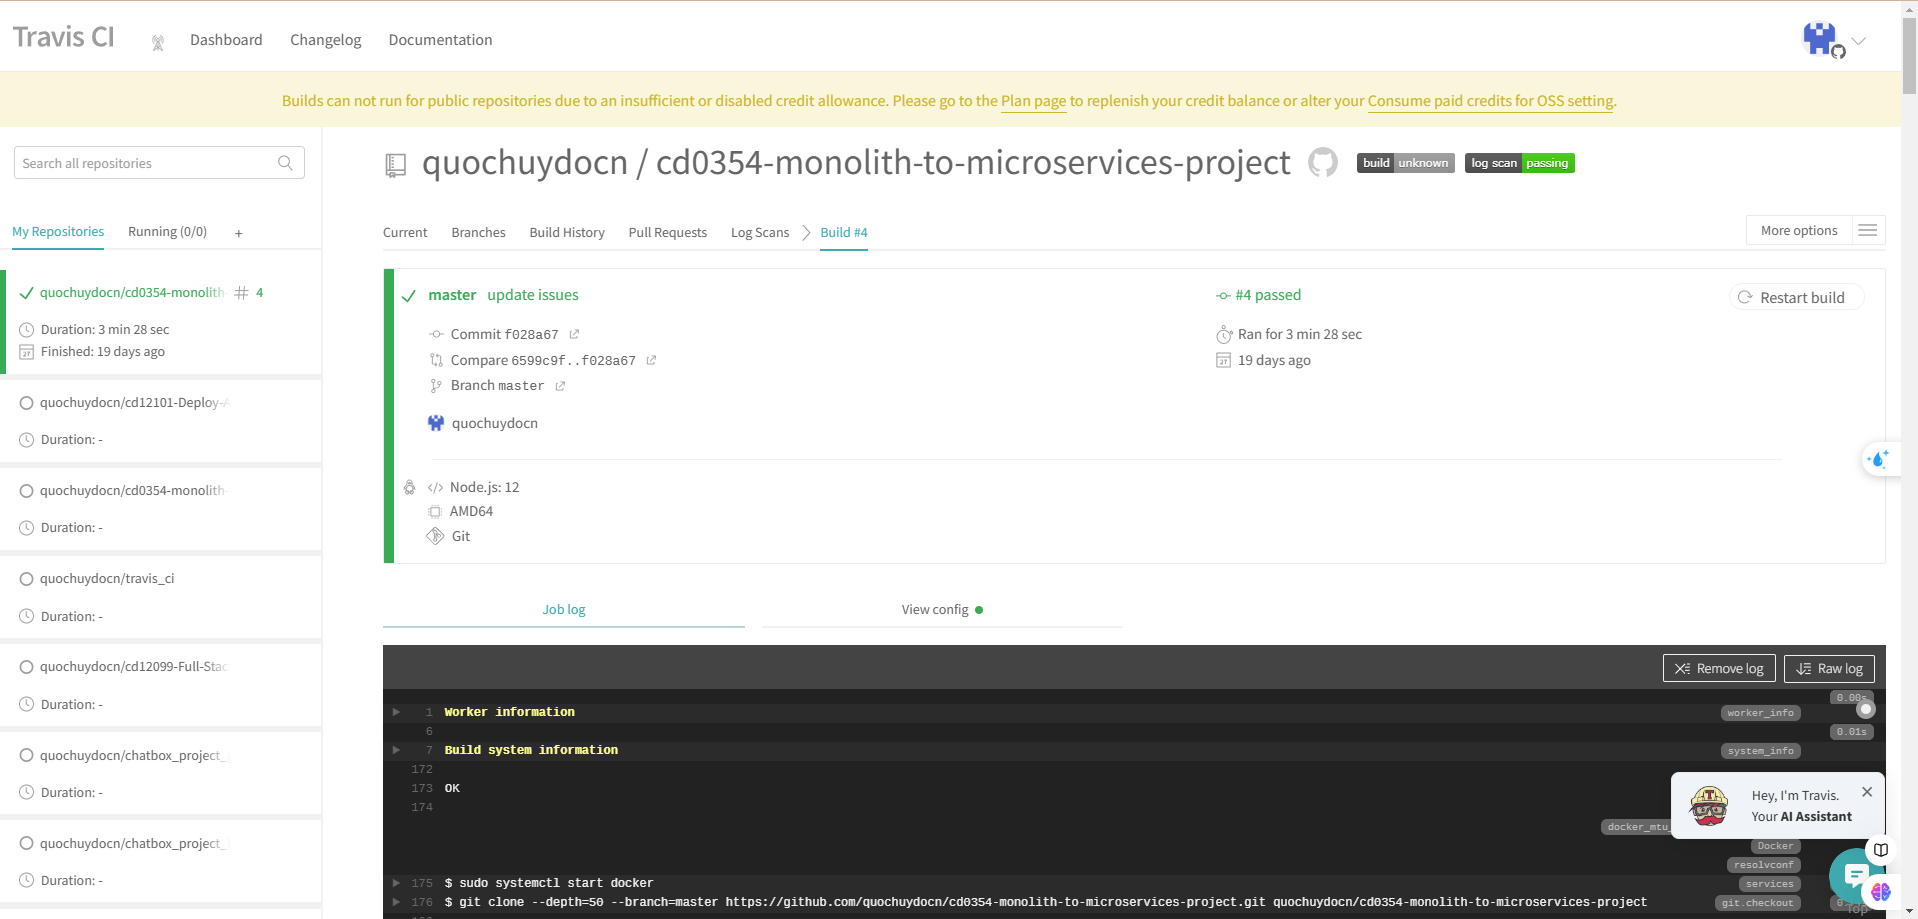 Travis CI
Dashboard
Changelog
Documentation
Builds can not run for public repositories due to an insufficient or disabled credit allowance. Please go to the Plan page to replenish your credit balance or alter your Consume paid credits for OSS setting.
Search all repositories
My Repositories
Running (0/0)
+
quochuydocn/cd0354-monolith-
# 4
Duration: 3 min 28 sec
27 Finished: 19 days ago
quochuydocn/cd12101-Deploy-A
Duration: -
quochuydocn/cd0354-monolith-
Duration: -
quochuydocn/travis_ci
Duration: -
quochuydocn/cd12099-Full-Stac
Duration: -
quochuydocn/chatbox_project_
Duration: -
quochuydocn/chatbox_project_
Duration: -
quochuydocn / cd0354-monolith-to-microservices-project
build unknown
log scan passing
Current
Branches
Build History
Pull Requests
Log Scans
Build #4
More options
master update issues
Commit f028a67
Compare 6599c9f..f028a67
Branch master
quochuydocn
#4 passed
Ran for 3 min 28 sec
27 19 days ago
Restart build
</> Node.js: 12
AMD64
Git
Job log
View config
Remove log
Raw log
0.00s
1 Worker information worker_info
6 0.01s
7 Build system information system_info
172
173 OK
174
docker_mtu_
Docker
resolvconf
175 $ sudo systemctl start docker services
176 $ git clone --depth=50 --branch=master https://github.com/quochuydocn/cd0354-monolith-to-microservices-project.git quochuydocn/cd0354-monolith-to-microservices-project git.checkout
Hey, I'm Travis.
Your AI Assistant
Top